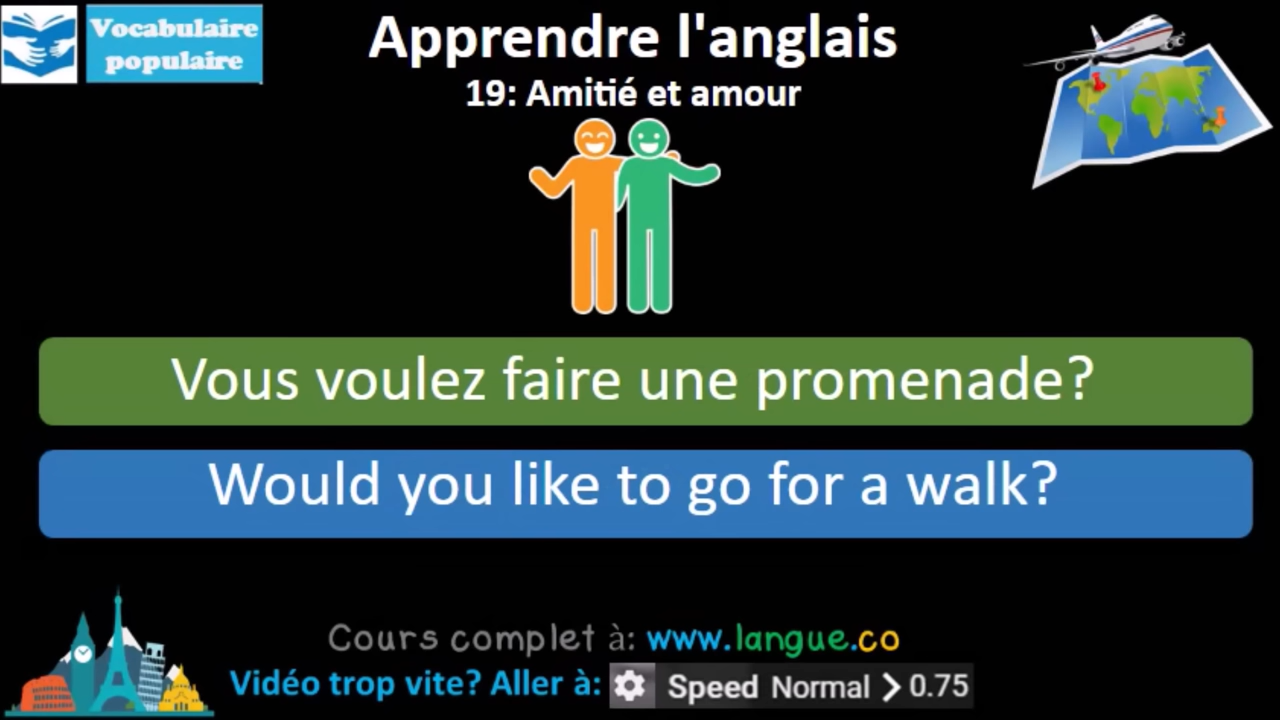 Vocabulaire
populaire
Apprendre l'anglais
19: Amitié et amour
Vous voulez faire une promenade?
Would you like to go for a walk?
Cours complet à: www.langue.co
Vidéo trop vite? Aller à: Speed Normal > 0.75